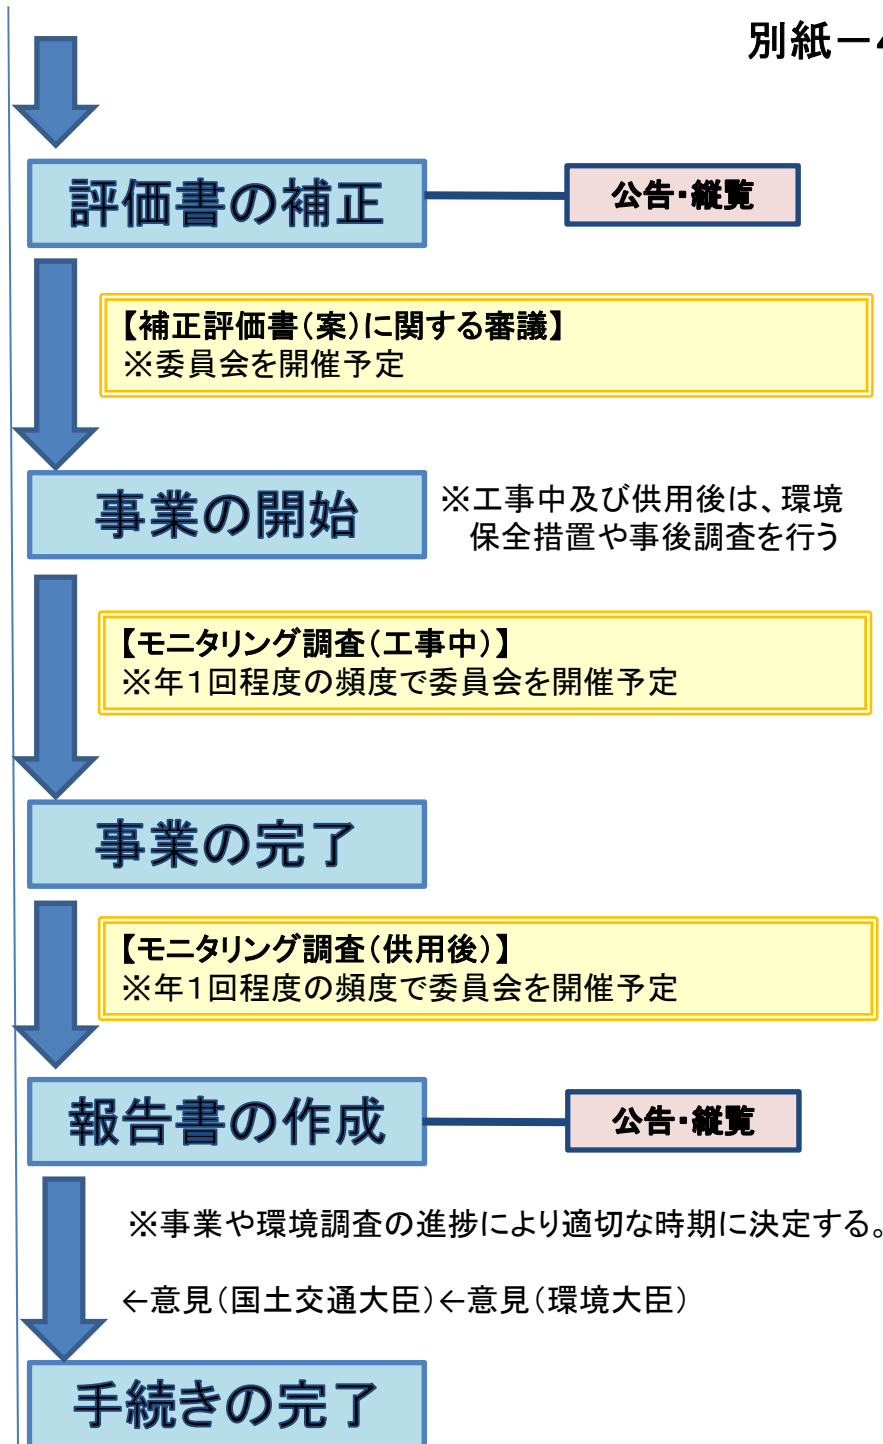 別紙－4
評価書の補正
公告・縦覧
【補正評価書（案）に関する審議】
※委員会を開催予定
事業の開始
※工事中及び供用後は、環境
保全措置や事後調査を行う
【モニタリング調査（工事中）】
※年１回程度の頻度で委員会を開催予定
事業の完了
【モニタリング調査（供用後）】
※年１回程度の頻度で委員会を開催予定
報告書の作成
公告・縦覧
※事業や環境調査の進捗により適切な時期に決定する。
←意見（国土交通大臣）←意見（環境大臣）
手続きの完了